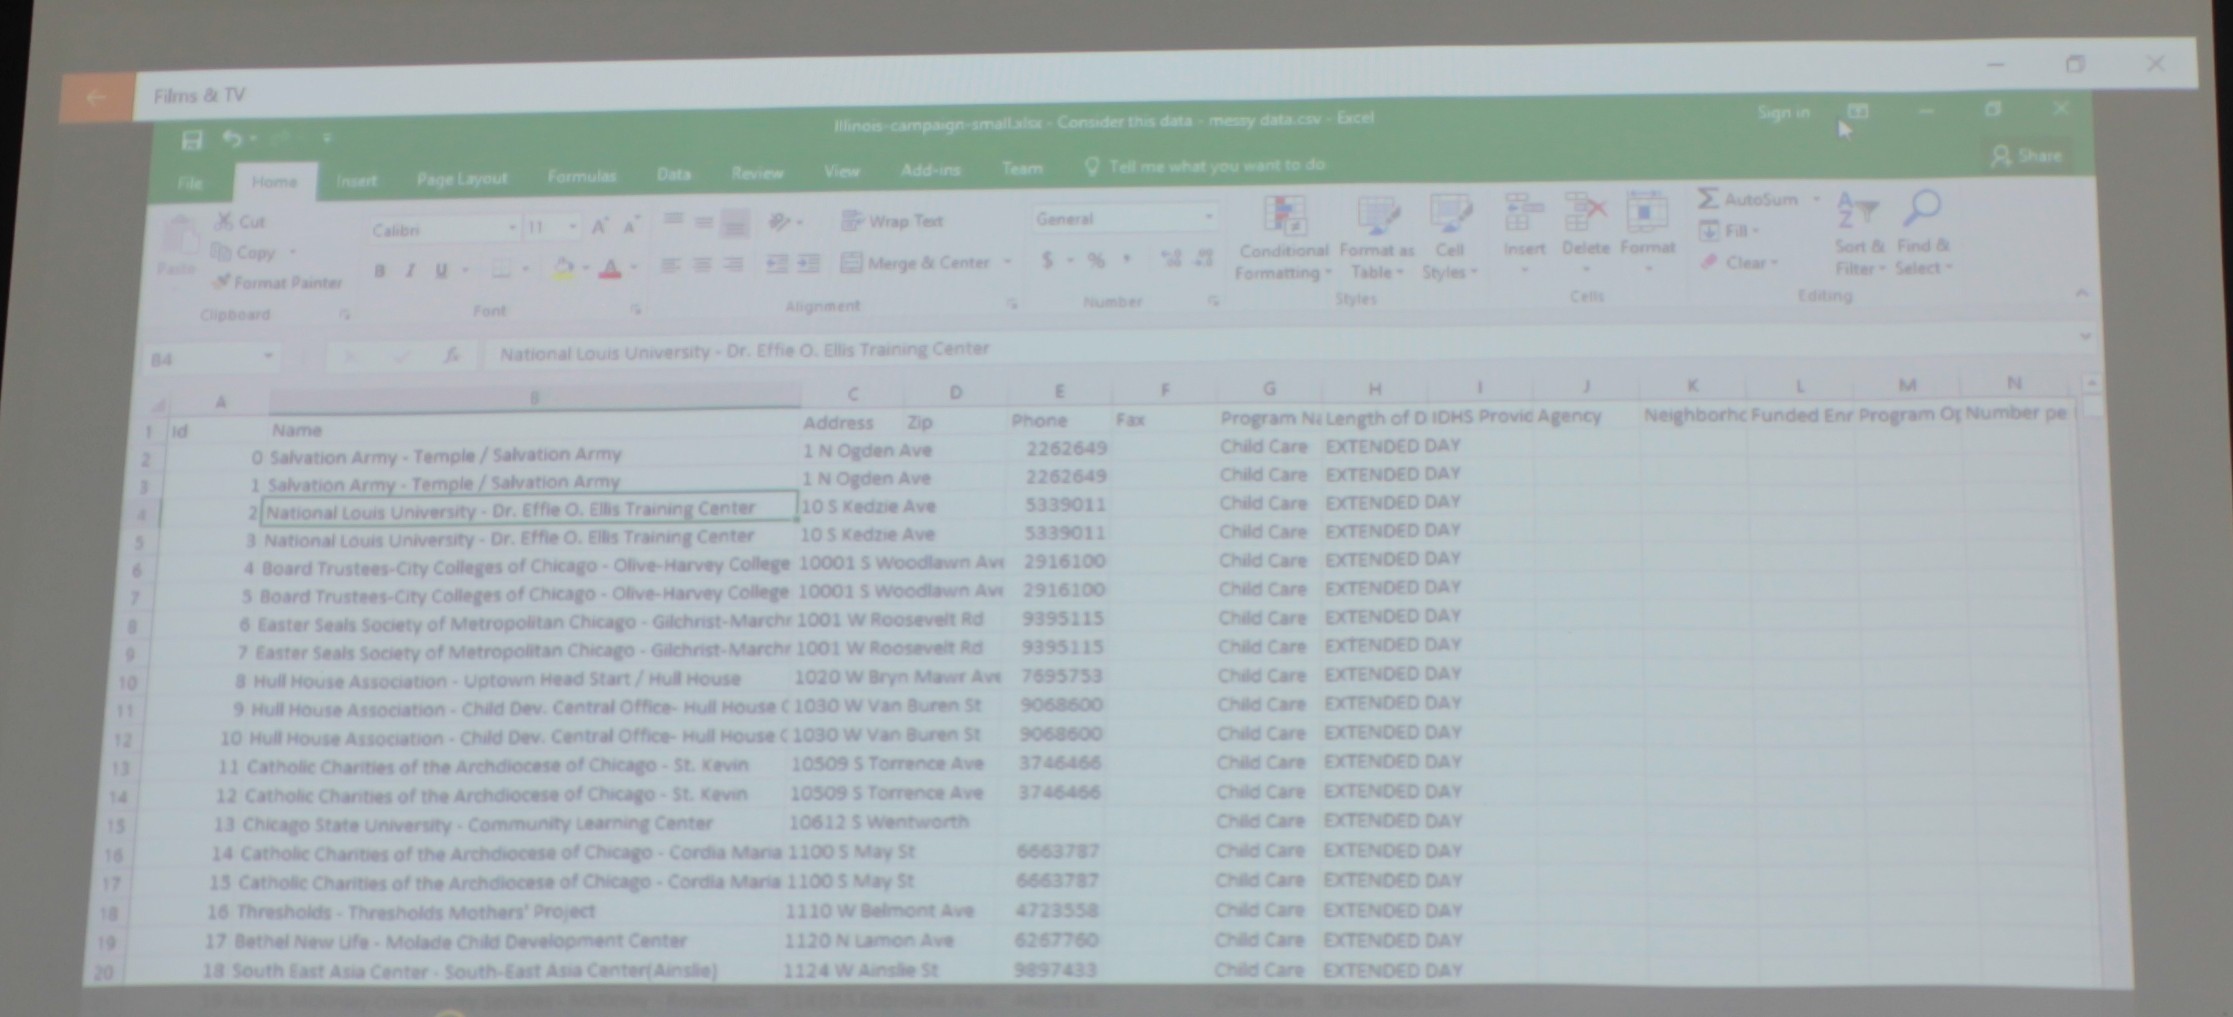 Films & TV
Illinois-campaign-small.xlsx - Consider this data - messy data.csv - Excel
Sign in
File Home Insert Page Layout Formulas Data Review View Add-ins Team Tell me what you want to do Share
Cut
Copy
Paste
Format Painter
Clipboard
Calibri 11
B I U
Font
Wrap Text
Merge & Center
Alignment
General
$ % ,
Number
Conditional Formatting
Format as Table
Cell Styles
Styles
Insert Delete Format
Cells
AutoSum
Fill
Clear
Sort & Filter
Find & Select
Editing
B4 fx National Louis University - Dr. Effie O. Ellis Training Center
A B C D E F G H I J K L M N
1 Id Name Address Zip Phone Fax Program Na Length of D IDHS Provid Agency Neighborho Funded Enr Program Op Number pe
2 0 Salvation Army - Temple / Salvation Army 1 N Ogden Ave 2262649 Child Care EXTENDED DAY
3 1 Salvation Army - Temple / Salvation Army 1 N Ogden Ave 2262649 Child Care EXTENDED DAY
4 2 National Louis University - Dr. Effie O. Ellis Training Center 10 S Kedzie Ave 5339011 Child Care EXTENDED DAY
5 3 National Louis University - Dr. Effie O. Ellis Training Center 10 S Kedzie Ave 5339011 Child Care EXTENDED DAY
6 4 Board Trustees-City Colleges of Chicago - Olive-Harvey College 10001 S Woodlawn Ave 2916100 Child Care EXTENDED DAY
7 5 Board Trustees-City Colleges of Chicago - Olive-Harvey College 10001 S Woodlawn Ave 2916100 Child Care EXTENDED DAY
8 6 Easter Seals Society of Metropolitan Chicago - Gilchrist-Marchr 1001 W Roosevelt Rd 9395115 Child Care EXTENDED DAY
9 7 Easter Seals Society of Metropolitan Chicago - Gilchrist-Marchr 1001 W Roosevelt Rd 9395115 Child Care EXTENDED DAY
10 8 Hull House Association - Uptown Head Start / Hull House 1020 W Bryn Mawr Ave 7695753 Child Care EXTENDED DAY
11 9 Hull House Association - Child Dev. Central Office- Hull House C 1030 W Van Buren St 9068600 Child Care EXTENDED DAY
12 10 Hull House Association - Child Dev. Central Office- Hull House C 1030 W Van Buren St 9068600 Child Care EXTENDED DAY
13 11 Catholic Charities of the Archdiocese of Chicago - St. Kevin 10509 S Torrence Ave 3746466 Child Care EXTENDED DAY
14 12 Catholic Charities of the Archdiocese of Chicago - St. Kevin 10509 S Torrence Ave 3746466 Child Care EXTENDED DAY
15 13 Chicago State University - Community Learning Center 10612 S Wentworth Child Care EXTENDED DAY
16 14 Catholic Charities of the Archdiocese of Chicago - Cordia Maria 1100 S May St 6663787 Child Care EXTENDED DAY
17 15 Catholic Charities of the Archdiocese of Chicago - Cordia Maria 1100 S May St 6663787 Child Care EXTENDED DAY
18 16 Thresholds - Thresholds Mothers' Project 1110 W Belmont Ave 4723558 Child Care EXTENDED DAY
19 17 Bethel New Life - Molade Child Development Center 1120 N Lamon Ave 6267760 Child Care EXTENDED DAY
20 18 South East Asia Center - South-East Asia Center(Ainslie) 1124 W Ainslie St 9897433 Child Care EXTENDED DAY